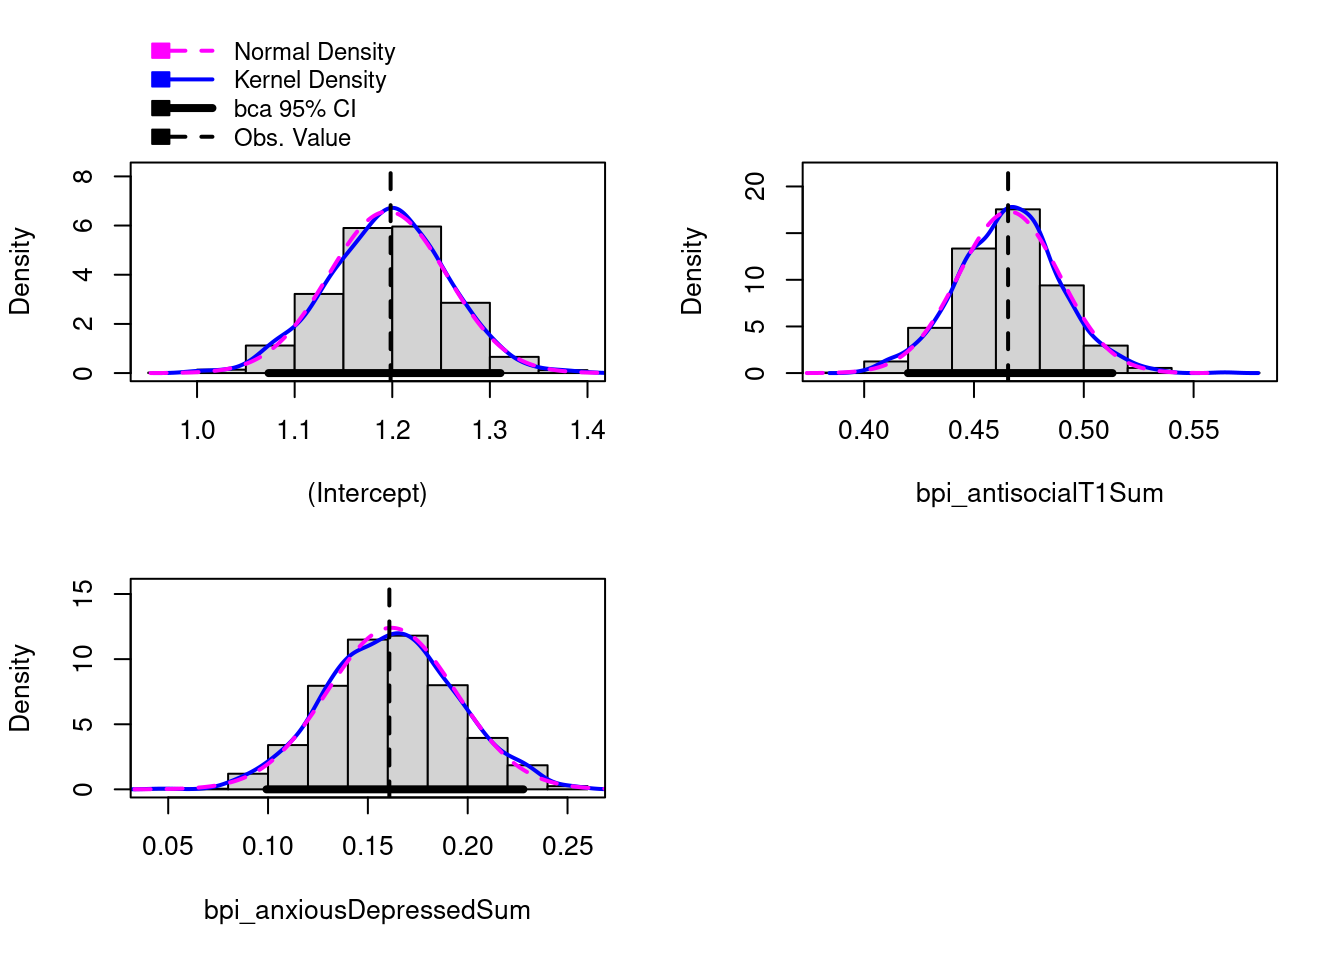 Normal Density
Kernel Density
bca 95% CI
Obs. Value
Density
0 2 4 6 8
1.0 1.1 1.2 1.3 1.4
(Intercept)
Density
0 5 10 20
0.40 0.45 0.50 0.55
bpi_antisocialT1Sum
Density
0 5 10 15
0.05 0.10 0.15 0.20 0.25
bpi_anxiousDepressedSum